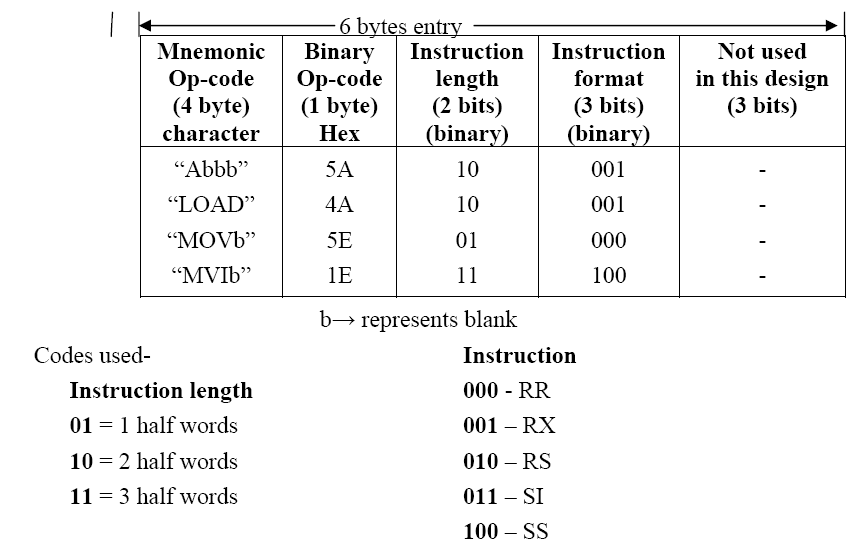 6 bytes entry
Mnemonic Op-code (4 byte) character | Binary Op-code (1 byte) Hex | Instruction length (2 bits) (binary) | Instruction format (3 bits) (binary) | Not used in this design (3 bits)
“Abbb” 5A 10 001 -
“LOAD” 4A 10 001 -
“MOVb” 5E 01 000 -
“MVIb” 1E 11 100 -
b→ represents blank
Codes used-
Instruction length
01 = 1 half words
10 = 2 half words
11 = 3 half words
Instruction
000 - RR
001 – RX
010 – RS
011 – SI
100 – SS